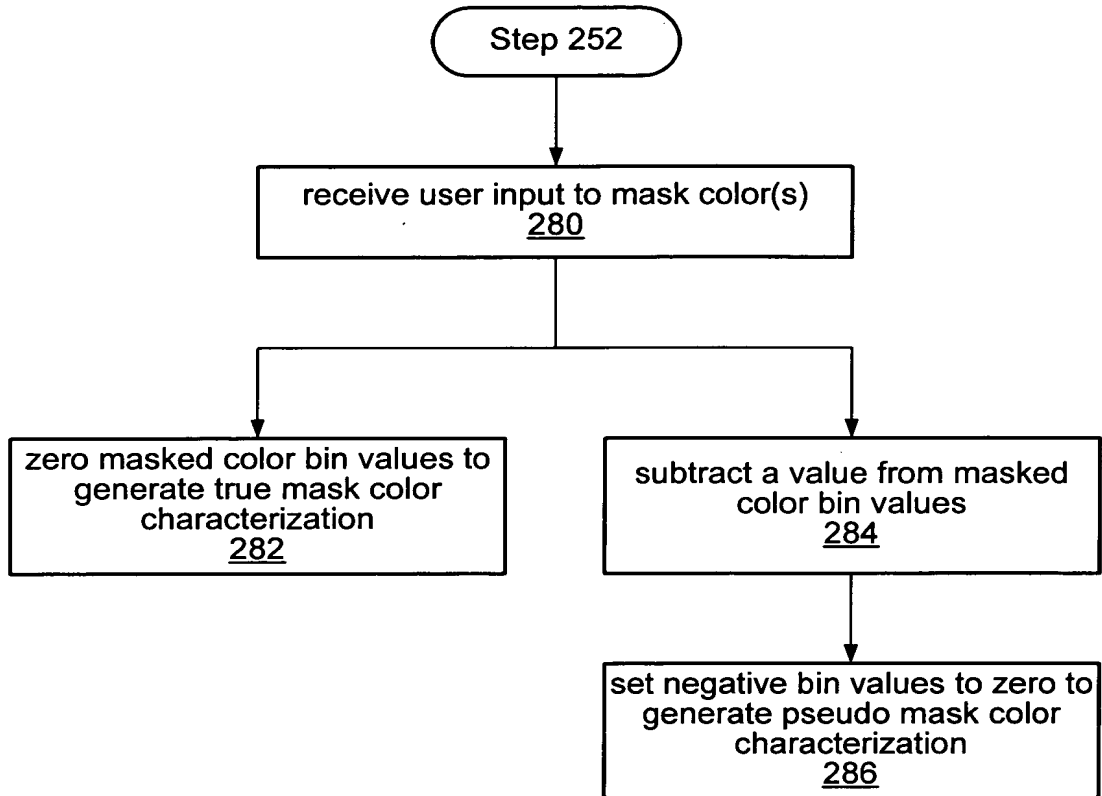 Step 252
receive user input to mask color(s)
280
zero masked color bin values to
generate true mask color
characterization
282
subtract a value from masked
color bin values
284
set negative bin values to zero to
generate pseudo mask color
characterization
286